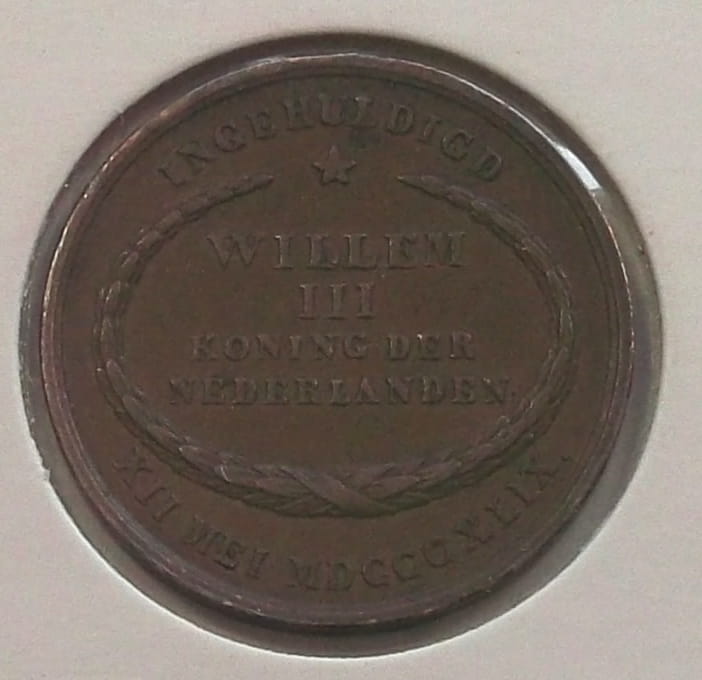 INGEHULDIGD
WILLEM
III
KONING DER
NEDERLANDEN
XII MEI MDCCCXLIX.